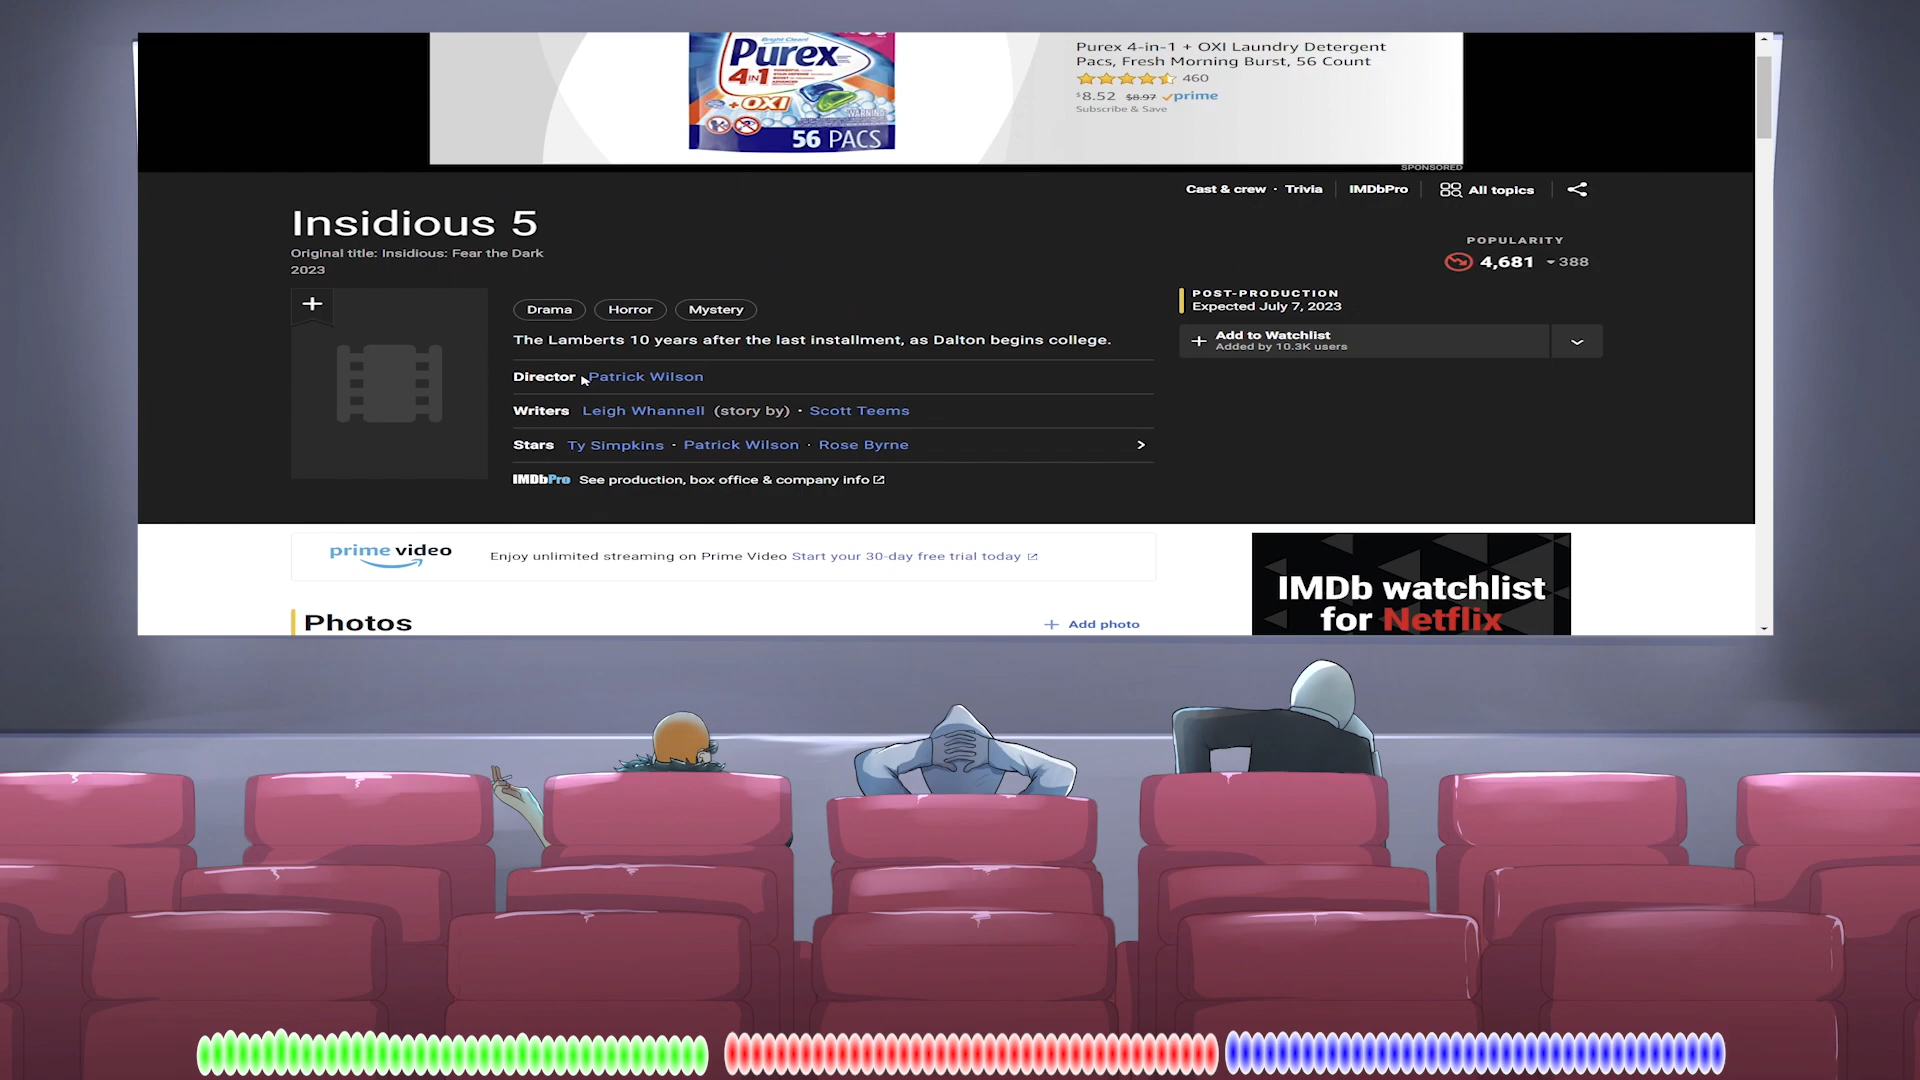 Bright Clean!
Purex
4 IN 1
+ OXI
WARNING
56 PACS
Purex 4-in-1 + OXI Laundry Detergent
Pacs, Fresh Morning Burst, 56 Count
460
$8.52 $8.97 prime
Subscribe & Save
SPONSORED
Cast & crew · Trivia IMDbPro All topics
Insidious 5
Original title: Insidious: Fear the Dark
2023
POPULARITY
4,681 388
Drama Horror Mystery
The Lamberts 10 years after the last installment, as Dalton begins college.
Director Patrick Wilson
Writers Leigh Whannell (story by) · Scott Teems
Stars Ty Simpkins · Patrick Wilson · Rose Byrne
IMDbPro See production, box office & company info
POST-PRODUCTION
Expected July 7, 2023
+ Add to Watchlist
Added by 10.3K users
prime video Enjoy unlimited streaming on Prime Video Start your 30-day free trial today
IMDb watchlist
for Netflix
Photos
+ Add photo